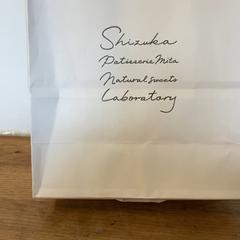 Shizuka
Patisserie Mita
Natural sweets
Laboratory